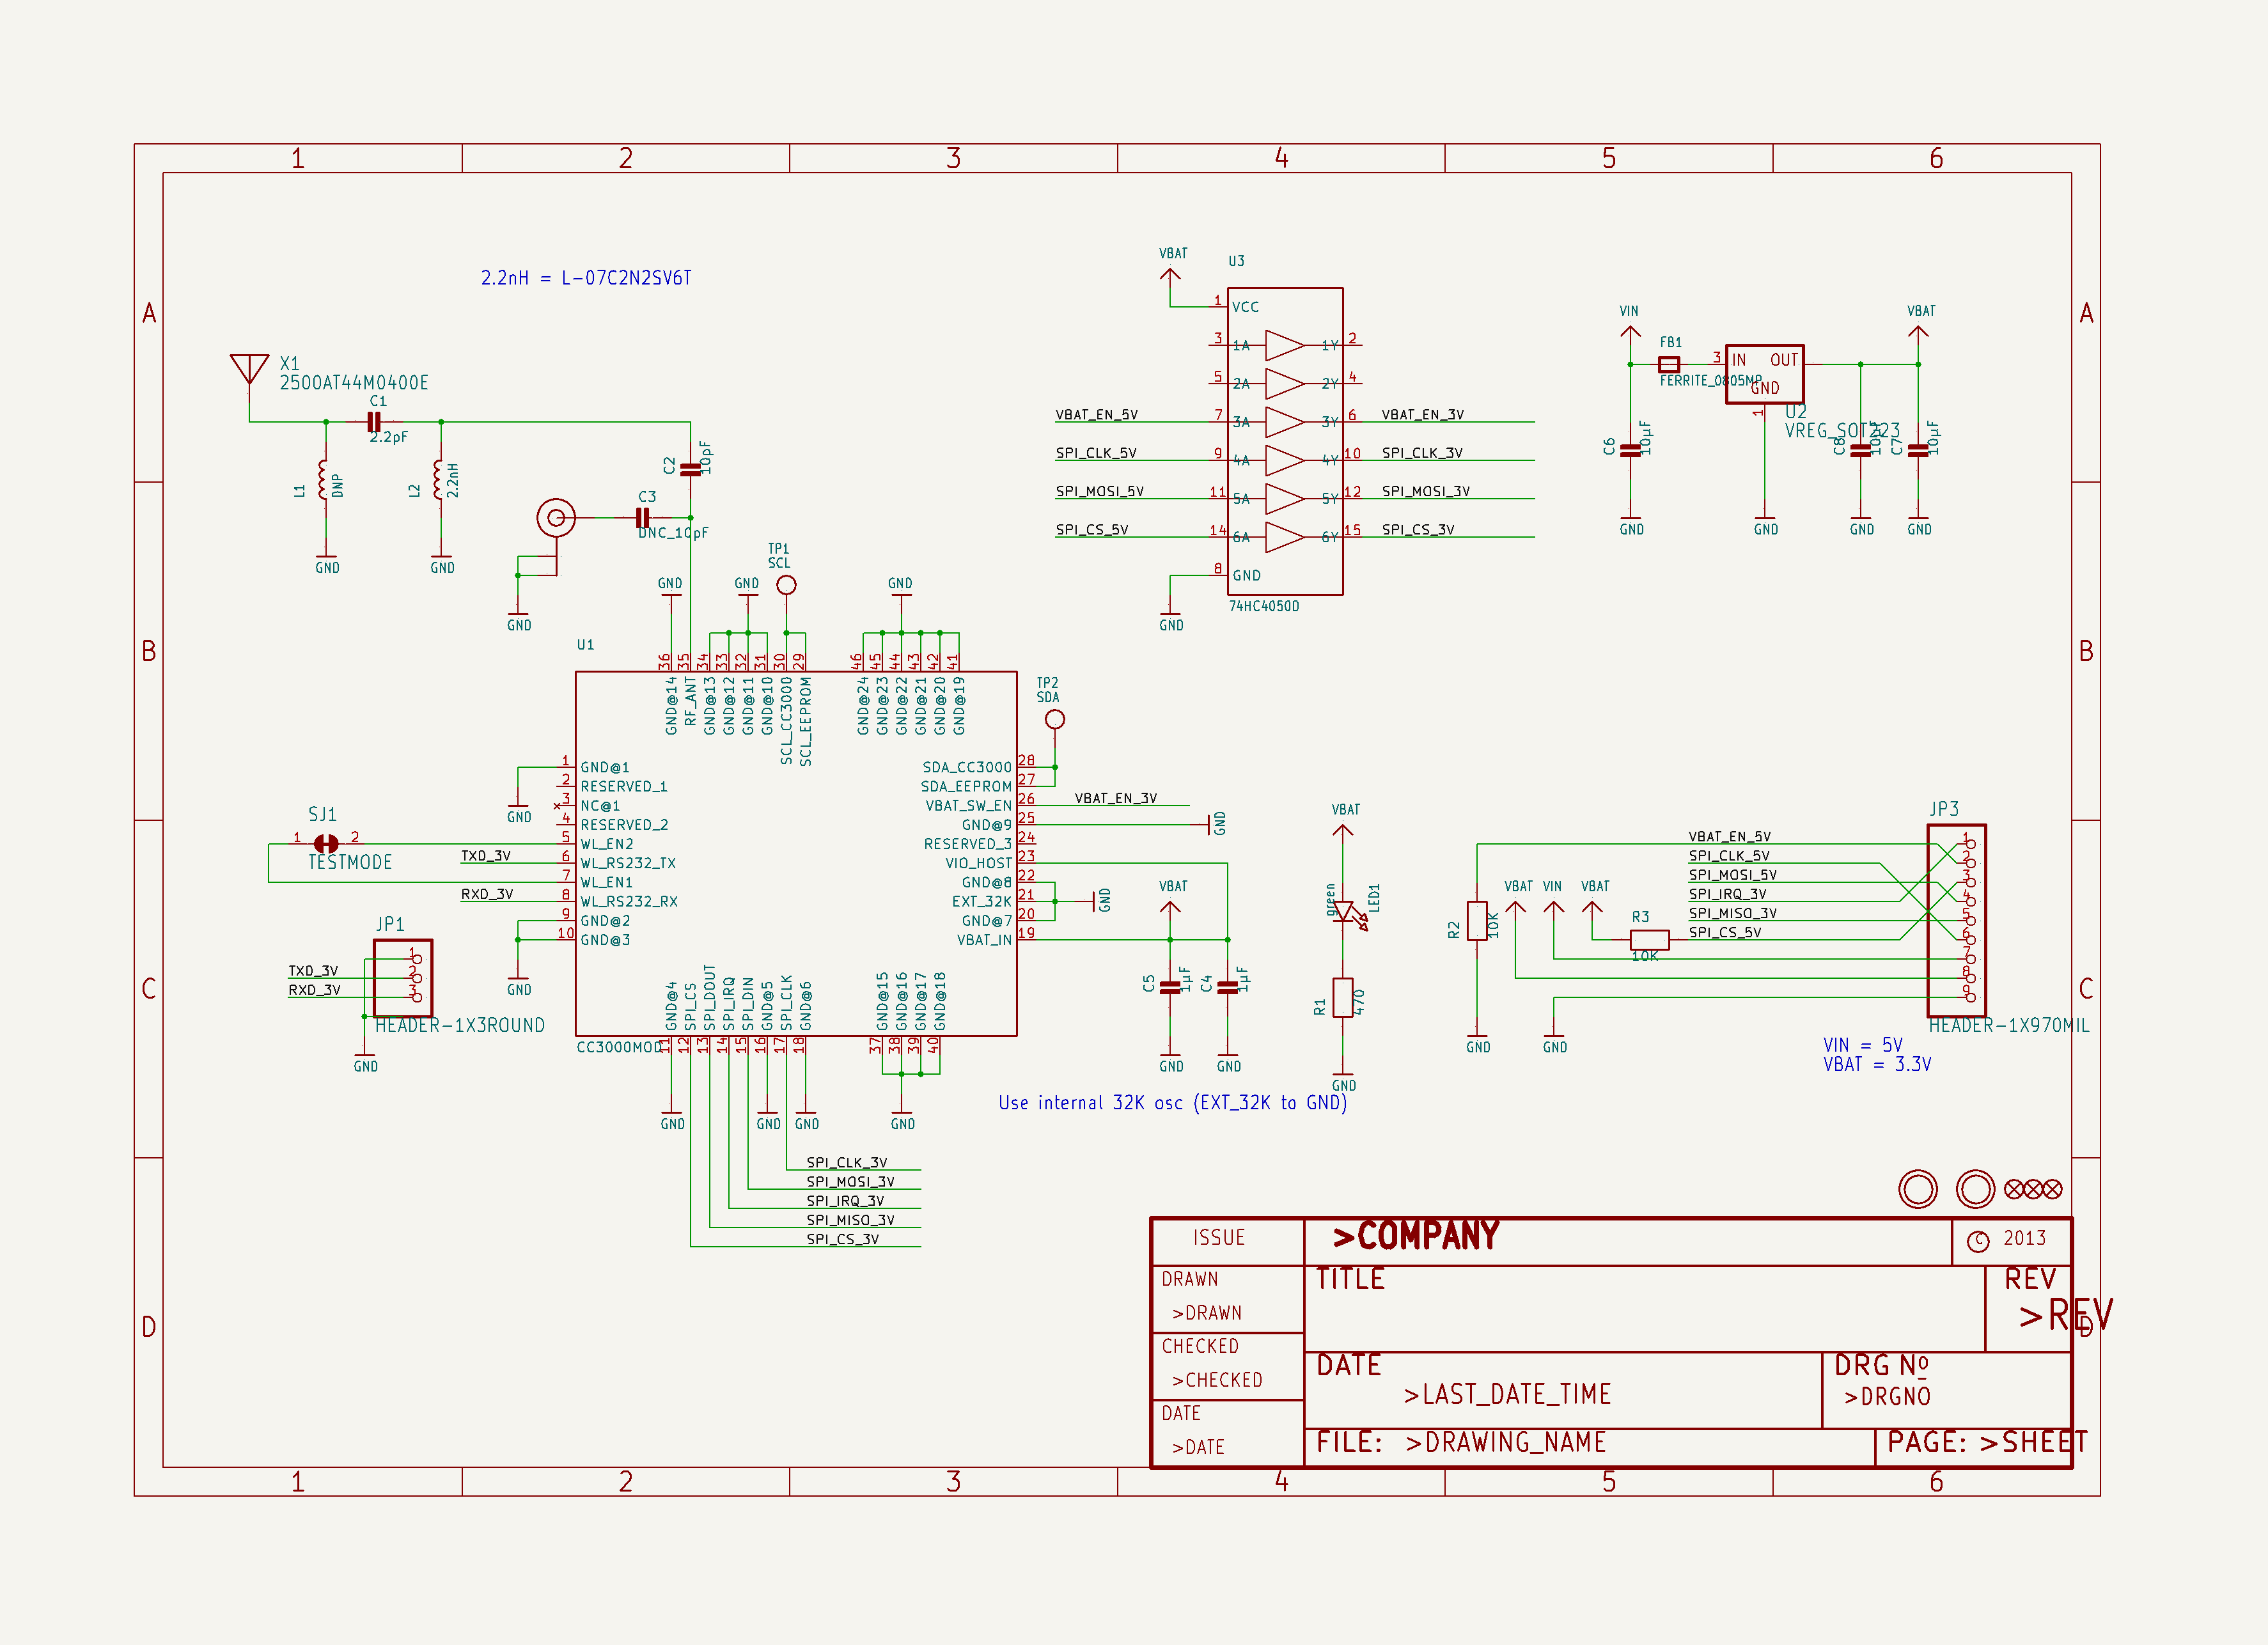 1 2 3 4 5 6
A
A
B
B
C
C
D
D
2.2nH = L-07C2N2SV6T
X1
2500AT44M0400E
C1
2.2pF
L1
DNP
L2
2.2nH
C2
10pF
C3
DNC_10pF
GND
GND
GND
TP1
SCL
GND
GND
GND
VBAT
U3
1 VCC
3 1A 1Y 2
5 2A 2Y 4
VBAT_EN_5V 7 3A 3Y 6 VBAT_EN_3V
SPI_CLK_5V 9 4A 4Y 10 SPI_CLK_3V
SPI_MOSI_5V 11 5A 5Y 12 SPI_MOSI_3V
SPI_CS_5V 14 6A 6Y 15 SPI_CS_3V
8 GND
74HC4050D
GND
VIN
FB1
FERRITE_0805MP
3 IN OUT
GND
1
U2
VREG_SOT223
VBAT
C6
10µF
C8
10µF
C7
10µF
GND
GND
GND
GND
U1
36 35 34 33 32 31 30 29 46 45 44 43 42 41
GND@14
RF_ANT
GND@13
GND@12
GND@11
GND@10
SCL_CC3000
SCL_EEPROM
GND@24
GND@23
GND@22
GND@21
GND@20
GND@19
TP2
SDA
1 GND@1
2 RESERVED_1
3 NC@1
4 RESERVED_2
5 WL_EN2
6 WL_RS232_TX
7 WL_EN1
8 WL_RS232_RX
9 GND@2
10 GND@3
SDA_CC3000 28
SDA_EEPROM 27
VBAT_SW_EN 26 VBAT_EN_3V
GND@9 25 GND
RESERVED_3 24
VIO_HOST 23
GND@8 22
EXT_32K 21 GND
GND@7 20
VBAT_IN 19
GND
SJ1
1 2
TESTMODE
TXD_3V
RXD_3V
GND
JP1
1
2
3
TXD_3V
RXD_3V
HEADER-1X3ROUND
GND
GND@4
SPI_CS
SPI_DOUT
SPI_IRQ
SPI_DIN
GND@5
SPI_CLK
GND@6
GND@15
GND@16
GND@17
GND@18
CC3000MOD
11 12 13 14 15 16 17 18 37 38 39 40
GND
GND
GND
GND
SPI_CLK_3V
SPI_MOSI_3V
SPI_IRQ_3V
SPI_MISO_3V
SPI_CS_3V
VBAT
C5
1µF
C4
1µF
GND
GND
VBAT
green
LED1
R1
470
GND
Use internal 32K osc (EXT_32K to GND)
R2
10K
VBAT
VIN
VBAT
R3
10K
GND
GND
VBAT_EN_5V
SPI_CLK_5V
SPI_MOSI_5V
SPI_IRQ_3V
SPI_MISO_3V
SPI_CS_5V
JP3
1
2
3
4
5
6
7
8
9
HEADER-1X970MIL
VIN = 5V
VBAT = 3.3V
ISSUE
>COMPANY
© 2013
DRAWN
>DRAWN
TITLE
REV
>REV
CHECKED
>CHECKED
DATE
>LAST_DATE_TIME
DRG Nº
>DRGNO
DATE
>DATE
FILE: >DRAWING_NAME
PAGE: >SHEET
1 2 3 4 5 6